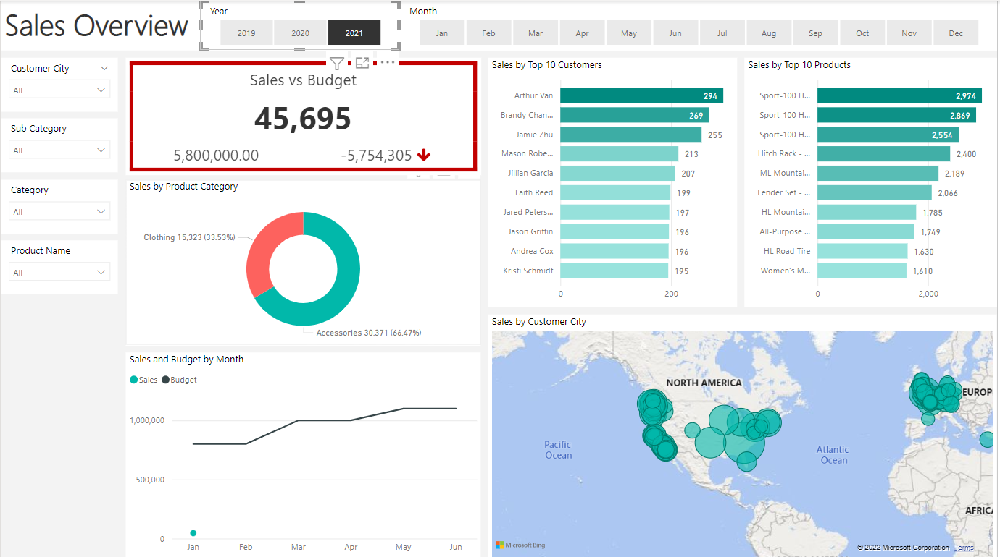 Sales Overview
Year
2019 2020 2021
Month
Jan Feb Mar Apr May Jun Jul Aug Sep Oct Nov Dec
Customer City
All
Sub Category
All
Category
All
Product Name
All
Sales vs Budget
45,695
5,800,000.00 -5,754,305
Sales by Product Category
Clothing 15,323 (33.53%)
Accessories 30,371 (66.47%)
Sales and Budget by Month
Sales Budget
1,000,000
500,000
0
Jan Feb Mar Apr May Jun
Sales by Top 10 Customers
Arthur Van 294
Brandy Chan... 269
Jamie Zhu 255
Mason Robe... 213
Jillian Garcia 207
Faith Reed 199
Jared Peters... 197
Jason Griffin 196
Andrea Cox 196
Kristi Schmidt 195
0 200
Sales by Top 10 Products
Sport-100 H... 2,974
Sport-100 H... 2,869
Sport-100 H... 2,554
Hitch Rack - ... 2,400
ML Mountai... 2,189
Fender Set - ... 2,066
HL Mountai... 1,785
All-Purpose ... 1,749
HL Road Tire 1,630
Women's M... 1,610
0 2,000
Sales by Customer City
NORTH AMERICA
EUROP
Pacific
Ocean
Atlantic
Ocean
AFRICA
Microsoft Bing
© 2022 Microsoft Corporation Terms